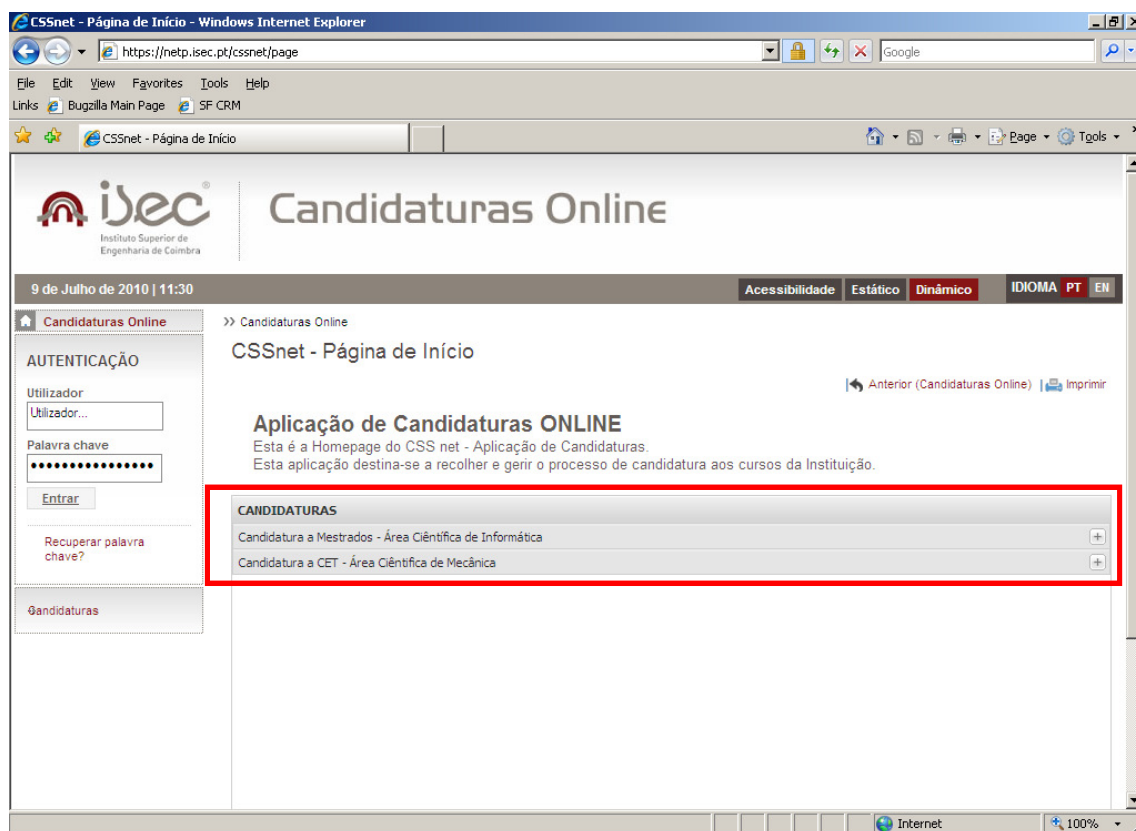 CSSnet - Página de Início - Windows Internet Explorer
https://netp.isec.pt/cssnet/page
Google
File Edit View Favorites Tools Help
Links Bugzilla Main Page SF CRM
CSSnet - Página de Início
Page Tools
isec®
Instituto Superior de
Engenharia de Coimbra
Candidaturas Online
9 de Julho de 2010 | 11:30
Acessibilidade Estático Dinâmico IDIOMA PT EN
Candidaturas Online
>> Candidaturas Online
AUTENTICAÇÃO
Utilizador
Utilizador...
Palavra chave
••••••••••••••••
Entrar
Recuperar palavra
chave?
Candidaturas
CSSnet - Página de Início
Anterior (Candidaturas Online) | Imprimir
Aplicação de Candidaturas ONLINE
Esta é a Homepage do CSS net - Aplicação de Candidaturas.
Esta aplicação destina-se a recolher e gerir o processo de candidatura aos cursos da Instituição.
CANDIDATURAS
Candidatura a Mestrados - Área Ciêntífica de Informática
Candidatura a CET - Área Ciêntifica de Mecânica
Internet 100%